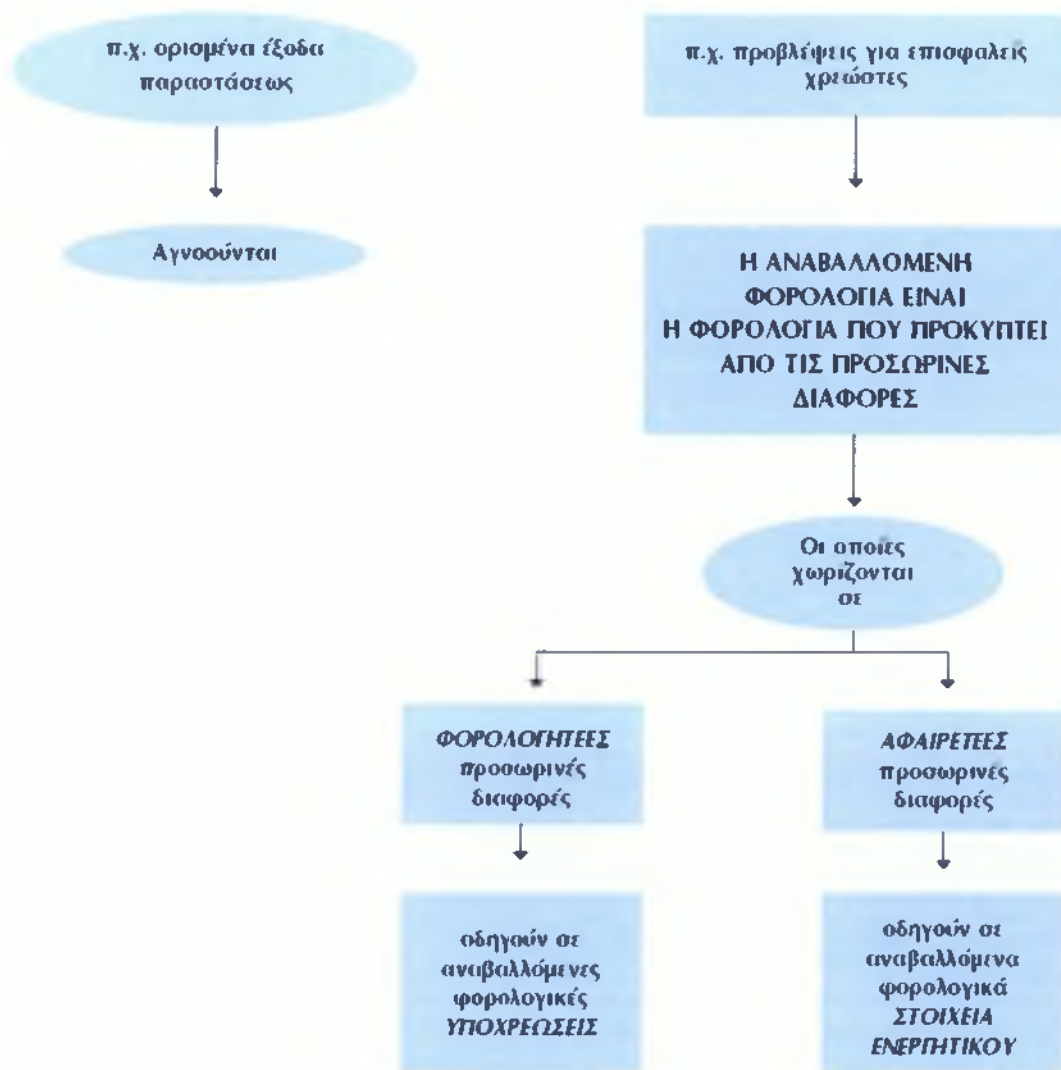 π.χ. ορισμένα έξοδα
παραστάσεως
Αγνοούνται
π.χ. προβλέψεις για επισφαλείς
χρεώστες
Η ΑΝΑΒΑΛΛΟΜΕΝΗ
ΦΟΡΟΛΟΓΙΑ ΕΙΝΑΙ
Η ΦΟΡΟΛΟΓΙΑ ΠΟΥ ΠΡΟΚΥΠΤΕΙ
ΑΠΟ ΤΙΣ ΠΡΟΣΩΡΙΝΕΣ
ΔΙΑΦΟΡΕΣ
Οι οποίες
χωρίζονται
σε
ΦΟΡΟΛΟΓΗΤΕΕΣ
προσωρινές
διαφορές
οδηγούν σε
αναβαλλόμενες
φορολογικές
ΥΠΟΧΡΕΩΣΕΙΣ
ΑΦΑΙΡΕΤΕΕΣ
προσωρινές
διαφορές
οδηγούν σε
αναβαλλόμενα
φορολογικά
ΣΤΟΙΧΕΙΑ
ΕΝΕΡΓΗΤΙΚΟΥ